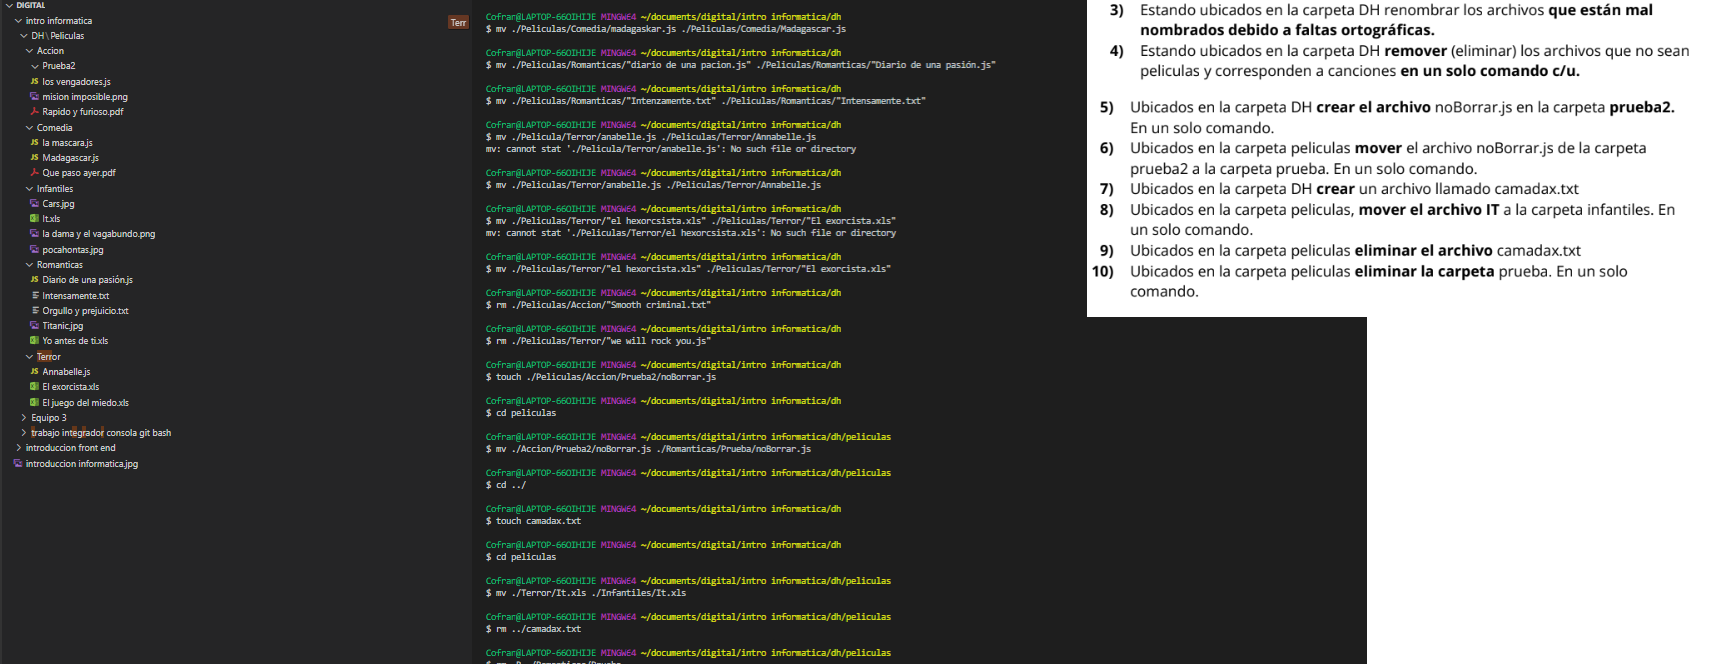 DIGITAL
intro informatica
DH \ Peliculas
Accion
Prueba2
JS los vengadores.js
mision imposible.png
Rapido y furioso.pdf
Comedia
JS la mascara.js
JS Madagascar.js
Que paso ayer.pdf
Infantiles
Cars.jpg
It.xls
la dama y el vagabundo.png
pocahontas.jpg
Romanticas
JS Diario de una pasión.js
Intensamente.txt
Orgullo y prejuicio.txt
Titanic.jpg
Yo antes de ti.xls
Terror
JS Annabelle.js
El exorcista.xls
El juego del miedo.xls
Equipo 3
trabajo integrador consola git bash
introduccion front end
introduccion informatica.jpg
Terr
Cofrar@LAPTOP-66OIHIJE MINGW64 ~/documents/digital/intro informatica/dh
$ mv ./Peliculas/Comedia/madagaskar.js ./Peliculas/Comedia/Madagascar.js
Cofrar@LAPTOP-66OIHIJE MINGW64 ~/documents/digital/intro informatica/dh
$ mv ./Peliculas/Romanticas/"diario de una pacion.js" ./Peliculas/Romanticas/"Diario de una pasión.js"
Cofrar@LAPTOP-66OIHIJE MINGW64 ~/documents/digital/intro informatica/dh
$ mv ./Peliculas/Romanticas/"Intenzamente.txt" ./Peliculas/Romanticas/"Intensamente.txt"
Cofrar@LAPTOP-66OIHIJE MINGW64 ~/documents/digital/intro informatica/dh
$ mv ./Pelicula/Terror/anabelle.js ./Peliculas/Terror/Annabelle.js
mv: cannot stat './Pelicula/Terror/anabelle.js': No such file or directory
Cofrar@LAPTOP-66OIHIJE MINGW64 ~/documents/digital/intro informatica/dh
$ mv ./Peliculas/Terror/anabelle.js ./Peliculas/Terror/Annabelle.js
Cofrar@LAPTOP-66OIHIJE MINGW64 ~/documents/digital/intro informatica/dh
$ mv ./Peliculas/Terror/"el hexorcsista.xls" ./Peliculas/Terror/"El exorcista.xls"
mv: cannot stat './Peliculas/Terror/el hexorcsista.xls': No such file or directory
Cofrar@LAPTOP-66OIHIJE MINGW64 ~/documents/digital/intro informatica/dh
$ mv ./Peliculas/Terror/"el hexorcista.xls" ./Peliculas/Terror/"El exorcista.xls"
Cofrar@LAPTOP-66OIHIJE MINGW64 ~/documents/digital/intro informatica/dh
$ rm ./Peliculas/Accion/"Smooth criminal.txt"
Cofrar@LAPTOP-66OIHIJE MINGW64 ~/documents/digital/intro informatica/dh
$ rm ./Peliculas/Terror/"we will rock you.js"
Cofrar@LAPTOP-66OIHIJE MINGW64 ~/documents/digital/intro informatica/dh
$ touch ./Peliculas/Accion/Prueba2/noBorrar.js
Cofrar@LAPTOP-66OIHIJE MINGW64 ~/documents/digital/intro informatica/dh
$ cd peliculas
Cofrar@LAPTOP-66OIHIJE MINGW64 ~/documents/digital/intro informatica/dh/peliculas
$ mv ./Accion/Prueba2/noBorrar.js ./Romanticas/Prueba/noBorrar.js
Cofrar@LAPTOP-66OIHIJE MINGW64 ~/documents/digital/intro informatica/dh/peliculas
$ cd ../
Cofrar@LAPTOP-66OIHIJE MINGW64 ~/documents/digital/intro informatica/dh
$ touch camadax.txt
Cofrar@LAPTOP-66OIHIJE MINGW64 ~/documents/digital/intro informatica/dh
$ cd peliculas
Cofrar@LAPTOP-66OIHIJE MINGW64 ~/documents/digital/intro informatica/dh/peliculas
$ mv ./Terror/It.xls ./Infantiles/It.xls
Cofrar@LAPTOP-66OIHIJE MINGW64 ~/documents/digital/intro informatica/dh/peliculas
$ rm ../camadax.txt
Cofrar@LAPTOP-66OIHIJE MINGW64 ~/documents/digital/intro informatica/dh/peliculas
3) Estando ubicados en la carpeta DH renombrar los archivos que están mal
nombrados debido a faltas ortográficas.
4) Estando ubicados en la carpeta DH remover (eliminar) los archivos que no sean
peliculas y corresponden a canciones en un solo comando c/u.
5) Ubicados en la carpeta DH crear el archivo noBorrar.js en la carpeta prueba2.
En un solo comando.
6) Ubicados en la carpeta peliculas mover el archivo noBorrar.js de la carpeta
prueba2 a la carpeta prueba. En un solo comando.
7) Ubicados en la carpeta DH crear un archivo llamado camadax.txt
8) Ubicados en la carpeta peliculas, mover el archivo IT a la carpeta infantiles. En
un solo comando.
9) Ubicados en la carpeta peliculas eliminar el archivo camadax.txt
10) Ubicados en la carpeta peliculas eliminar la carpeta prueba. En un solo
comando.